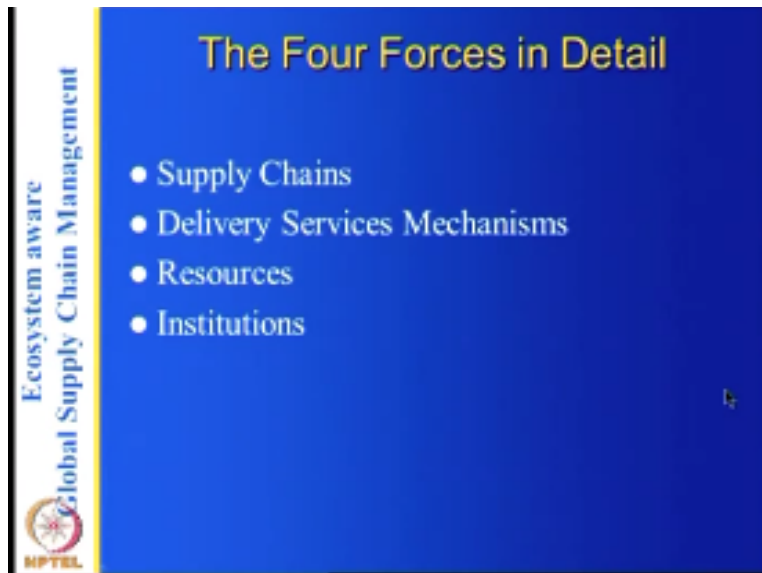 The Four Forces in Detail
Supply Chains
Delivery Services Mechanisms
Resources
Institutions
Ecosystem aware
Global Supply Chain Management
NPTEL